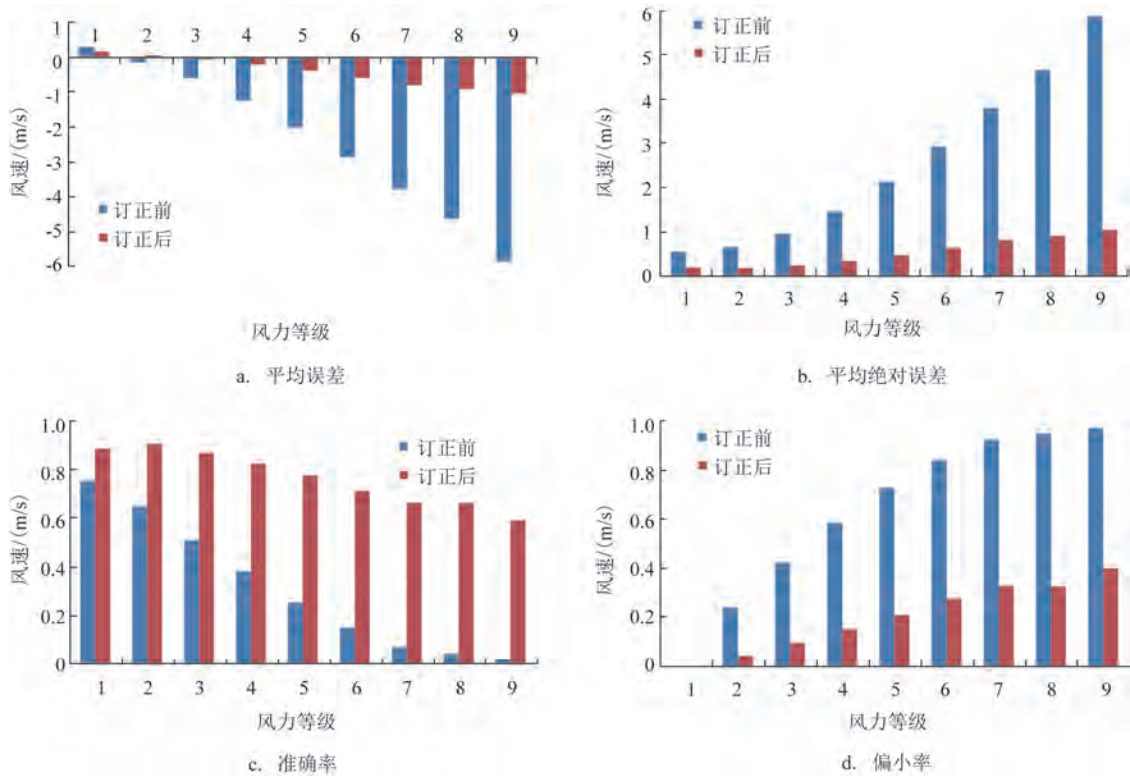 1
0
-1
-2
-3
-4
-5
-6
风速/(m/s)
1 2 3 4 5 6 7 8 9
订正前
订正后
风力等级
a. 平均误差
6
5
4
3
2
1
0
风速/(m/s)
订正前
订正后
1 2 3 4 5 6 7 8 9
风力等级
b. 平均绝对误差
1.0
0.8
0.6
0.4
0.2
0
风速/(m/s)
订正前
订正后
1 2 3 4 5 6 7 8 9
风力等级
c. 准确率
1.0
0.8
0.6
0.4
0.2
0
风速/(m/s)
订正前
订正后
1 2 3 4 5 6 7 8 9
风力等级
d. 偏小率